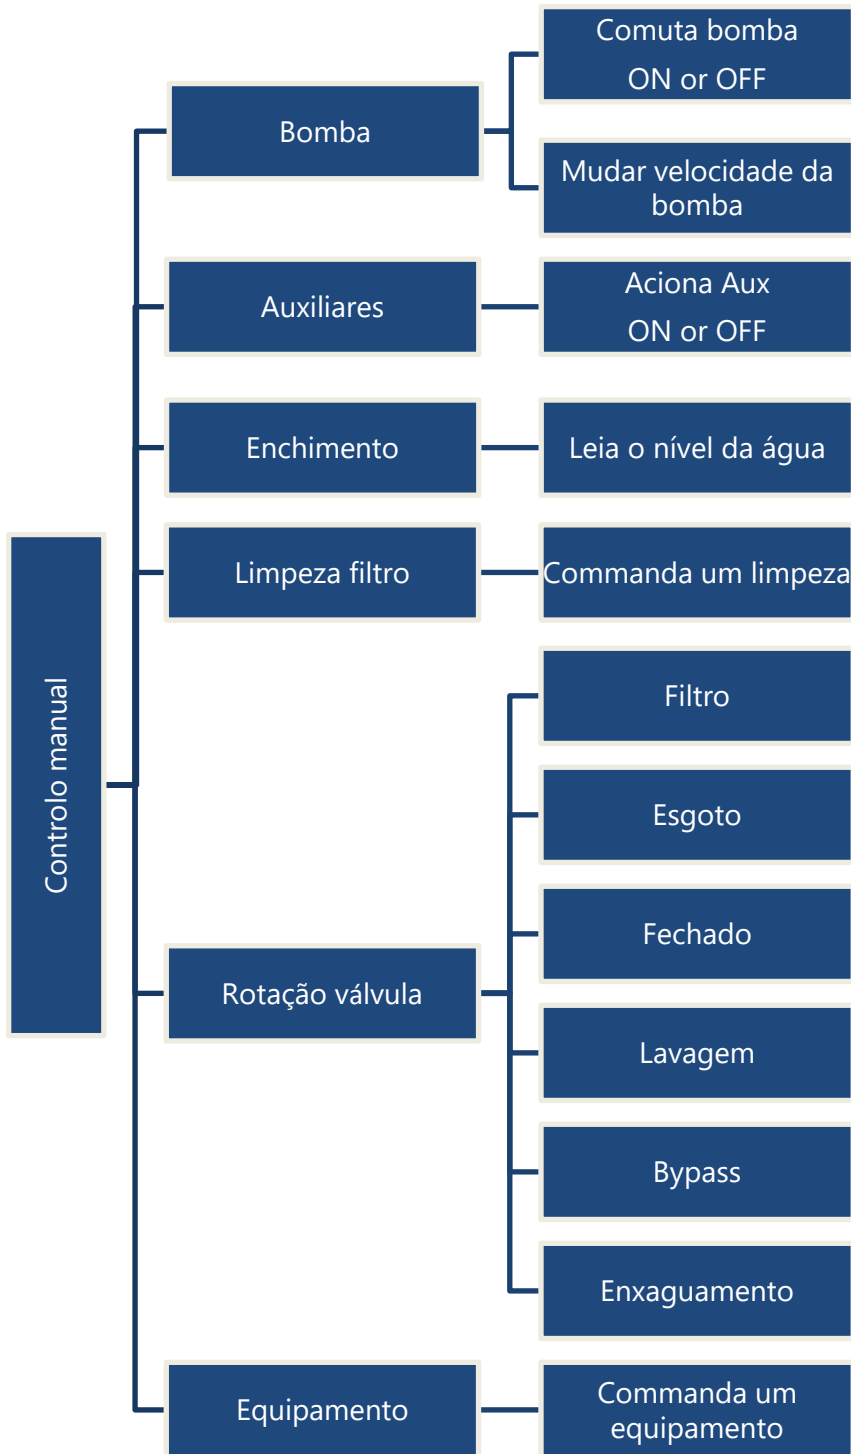 Controlo manual
Bomba
Comuta bomba
ON or OFF
Mudar velocidade da
bomba
Auxiliares
Aciona Aux
ON or OFF
Enchimento
Leia o nível da água
Limpeza filtro
Commanda um limpeza
Rotação válvula
Filtro
Esgoto
Fechado
Lavagem
Bypass
Enxaguamento
Equipamento
Commanda um
equipamento